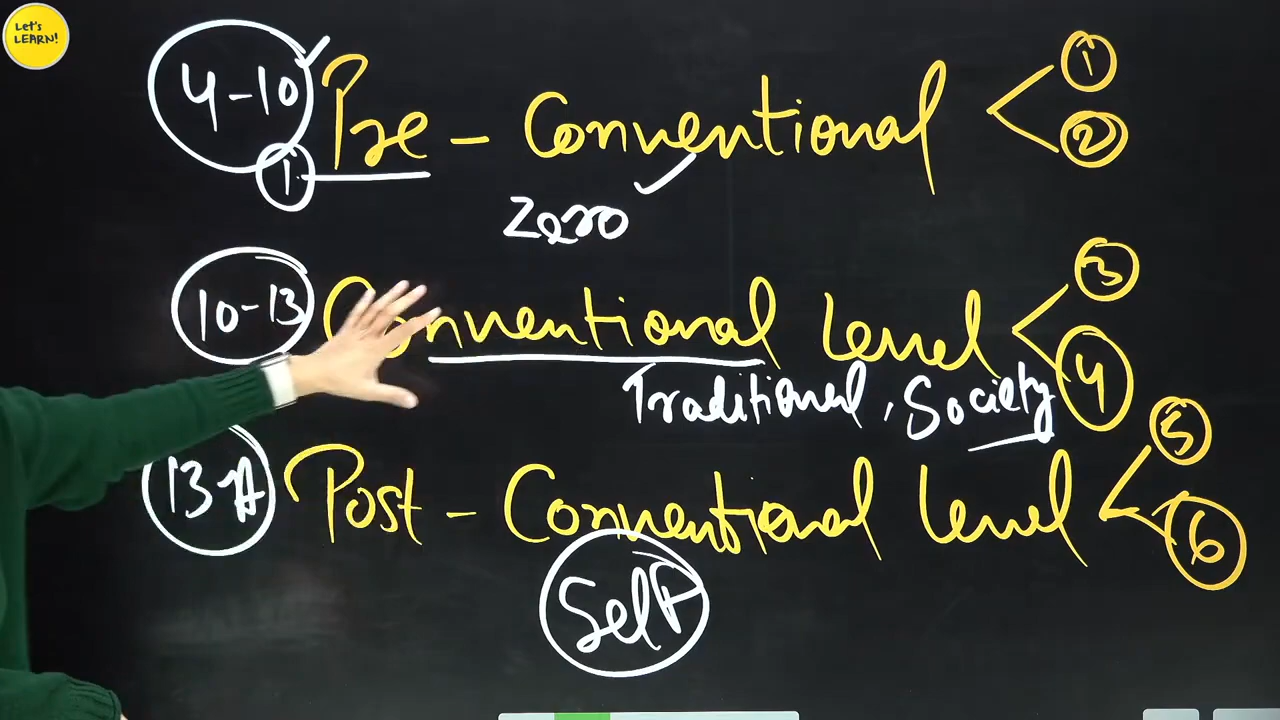 Let's
LEARN!
4-10 Pre - Conventional 1
2
1
Zero
10-13 Conventional Level 3
4
Traditional, Society
13-A Post - Conventional Level 5
6
Self